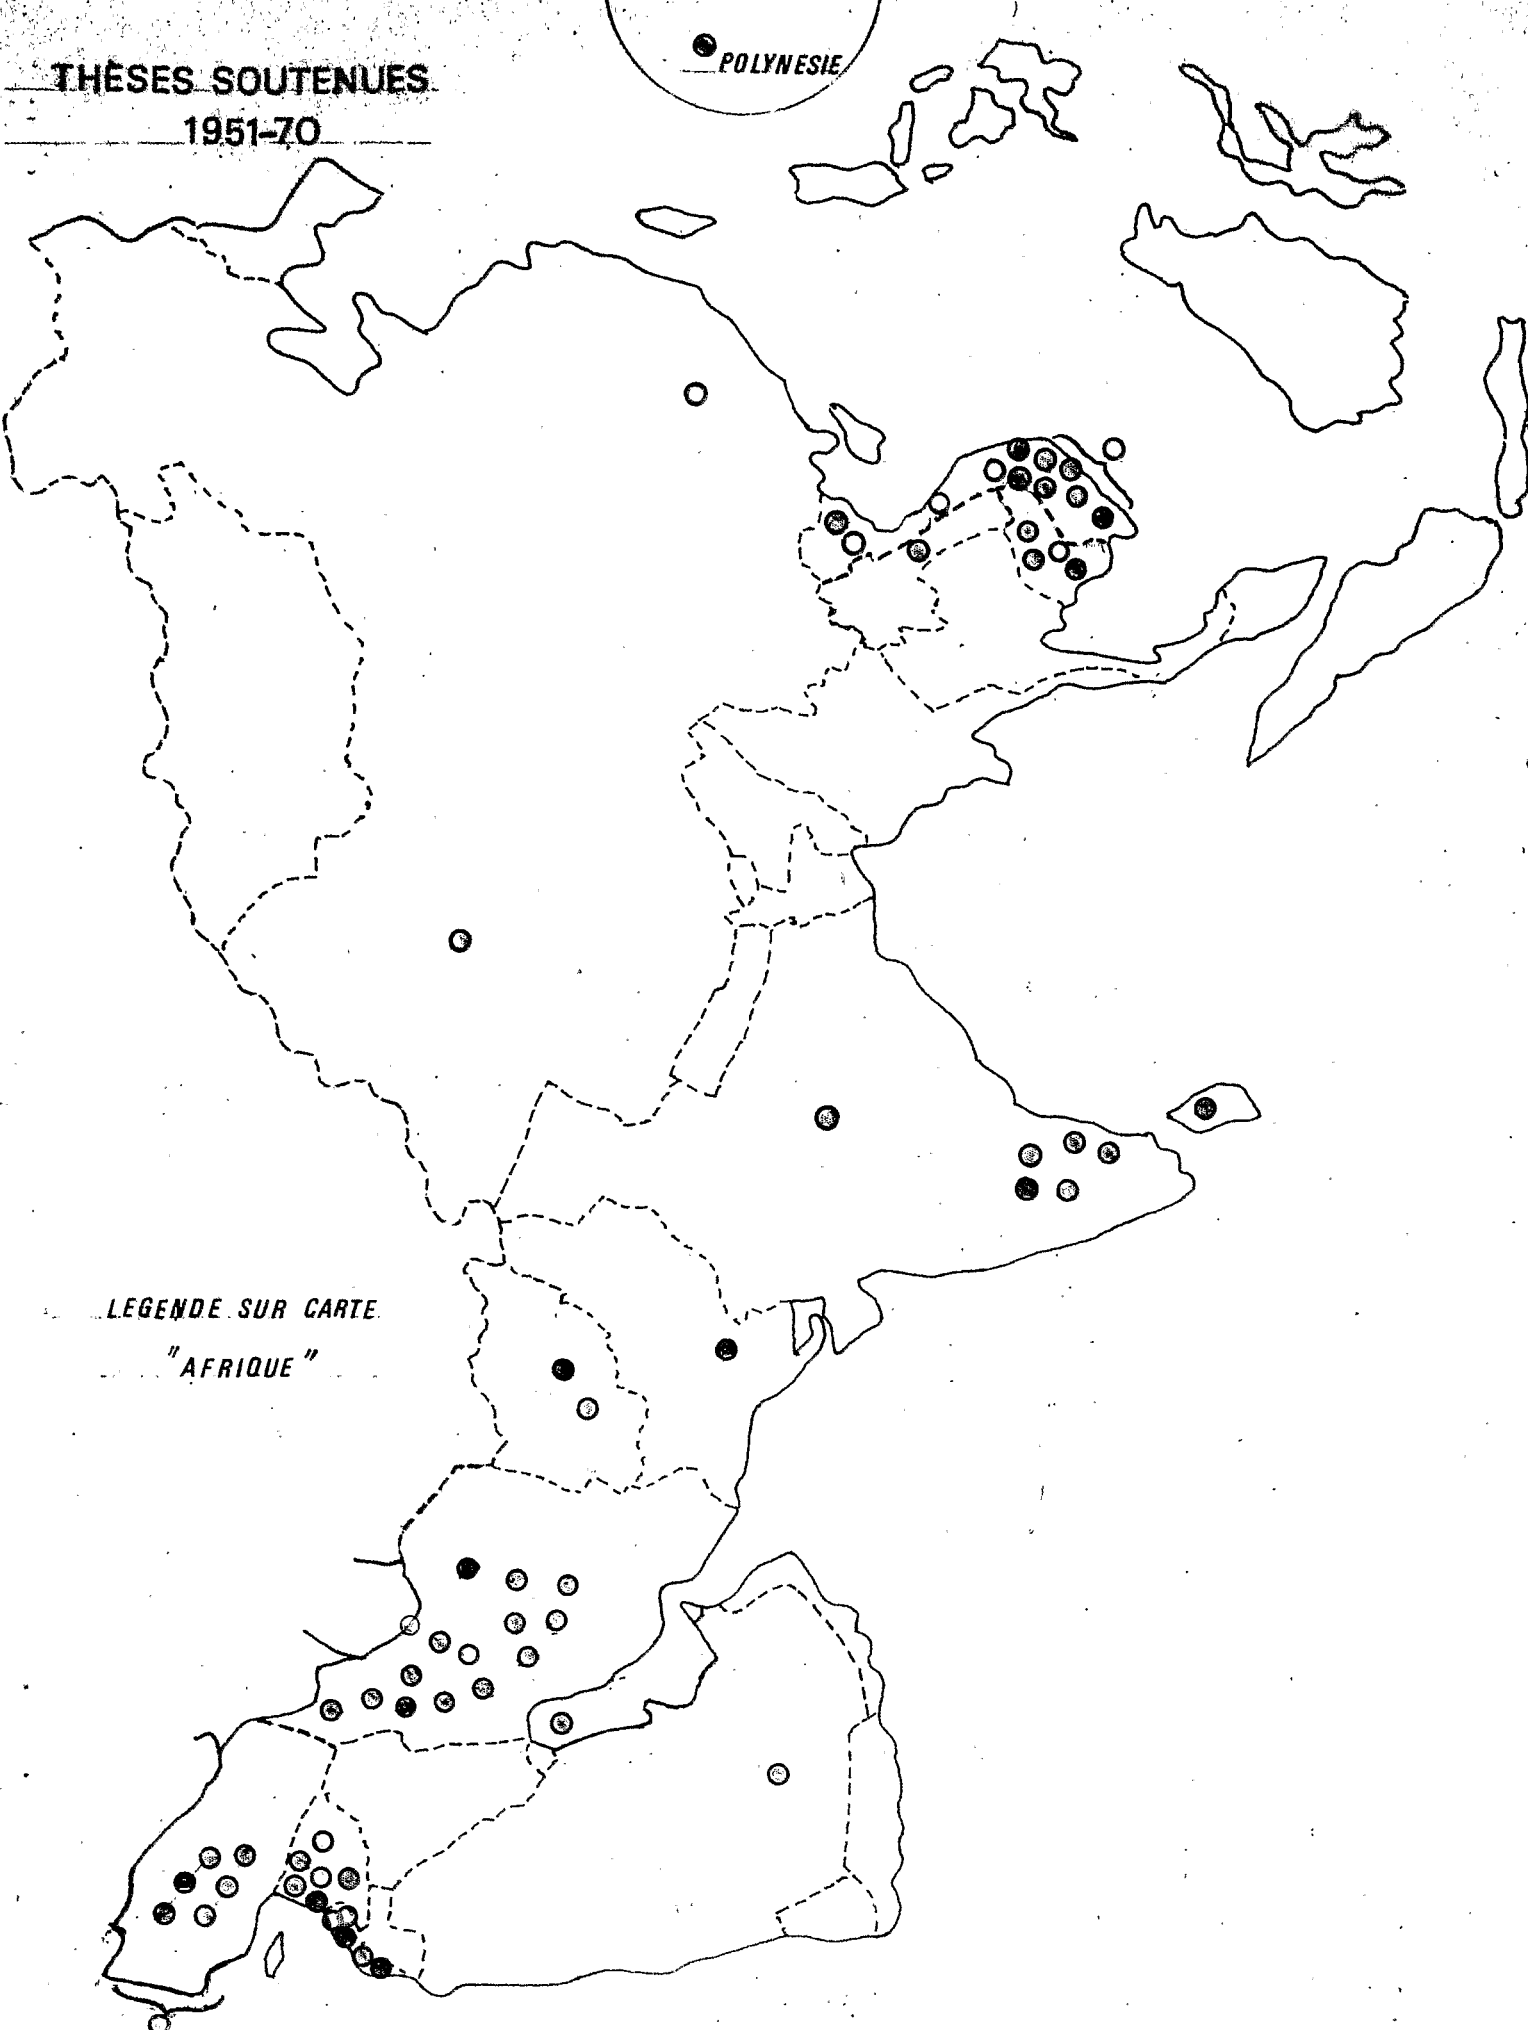 THÈSES SOUTENUES
1951-70
POLYNESIE
LEGENDE SUR CARTE
"AFRIQUE"